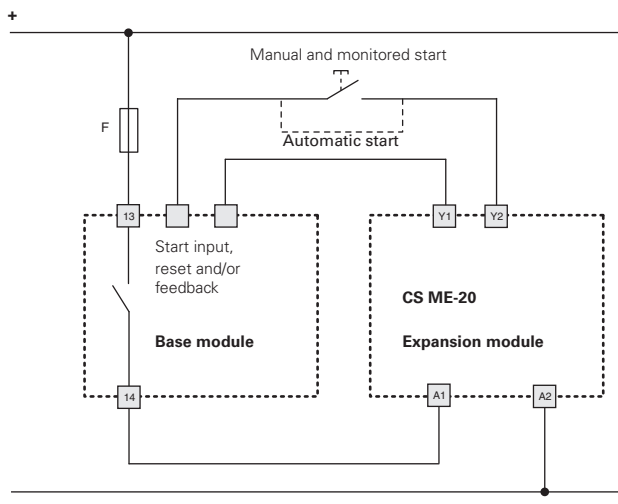 +
Manual and monitored start
F
Automatic start
13
Y1
Y2
Start input,
reset and/or
feedback
CS ME-20
Base module
Expansion module
14
A1
A2